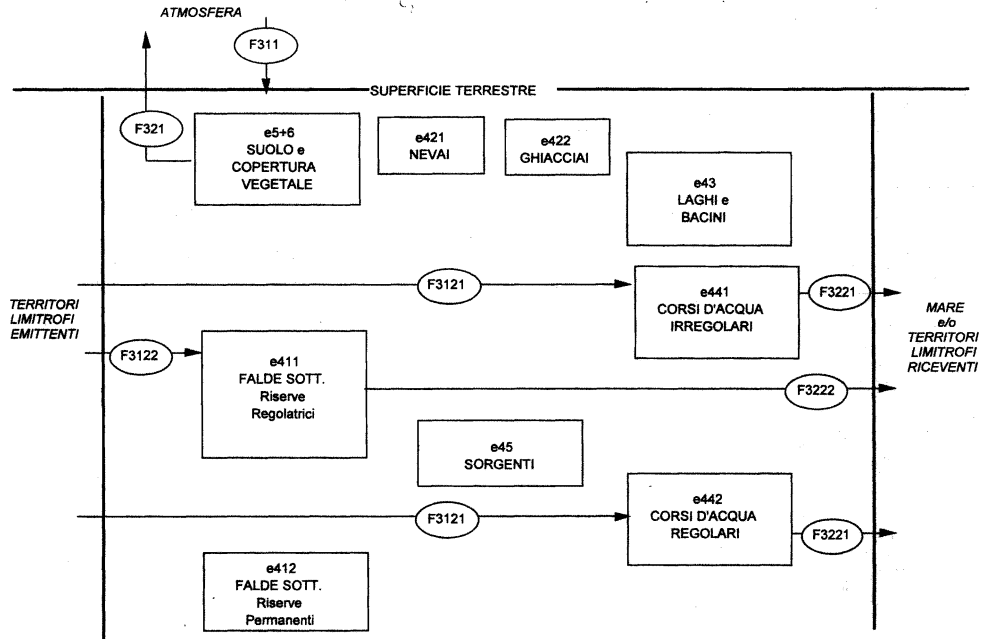 ATMOSFERA
F311
SUPERFICIE TERRESTRE
F321
e5+6
SUOLO e
COPERTURA
VEGETALE
e421
NEVAI
e422
GHIACCIAI
e43
LAGHI e
BACINI
TERRITORI
LIMITROFI
EMITTENTI
F3121
e441
CORSI D'ACQUA
IRREGOLARI
F3221
MARE
e/o
TERRITORI
LIMITROFI
RICEVENTI
F3122
e411
FALDE SOTT.
Riserve
Regolatrici
F3222
e45
SORGENTI
F3121
e442
CORSI D'ACQUA
REGOLARI
F3221
e412
FALDE SOTT.
Riserve
Permanenti